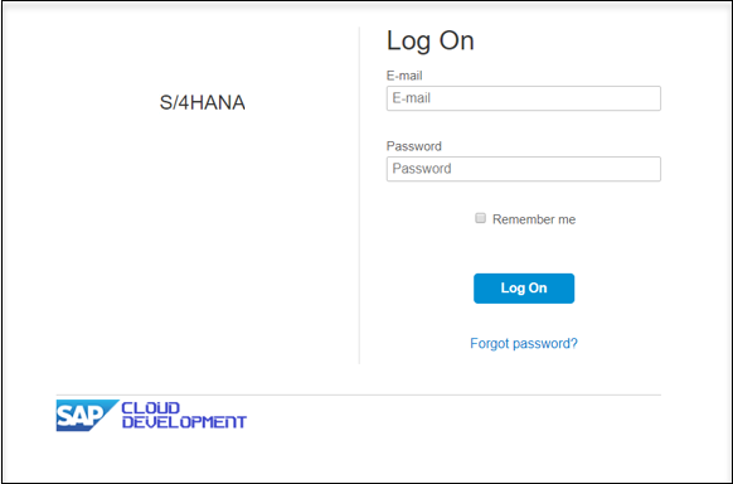 S/4HANA
Log On
E-mail
E-mail
Password
Password
Remember me
Log On
Forgot password?
SAP CLOUD
DEVELOPMENT